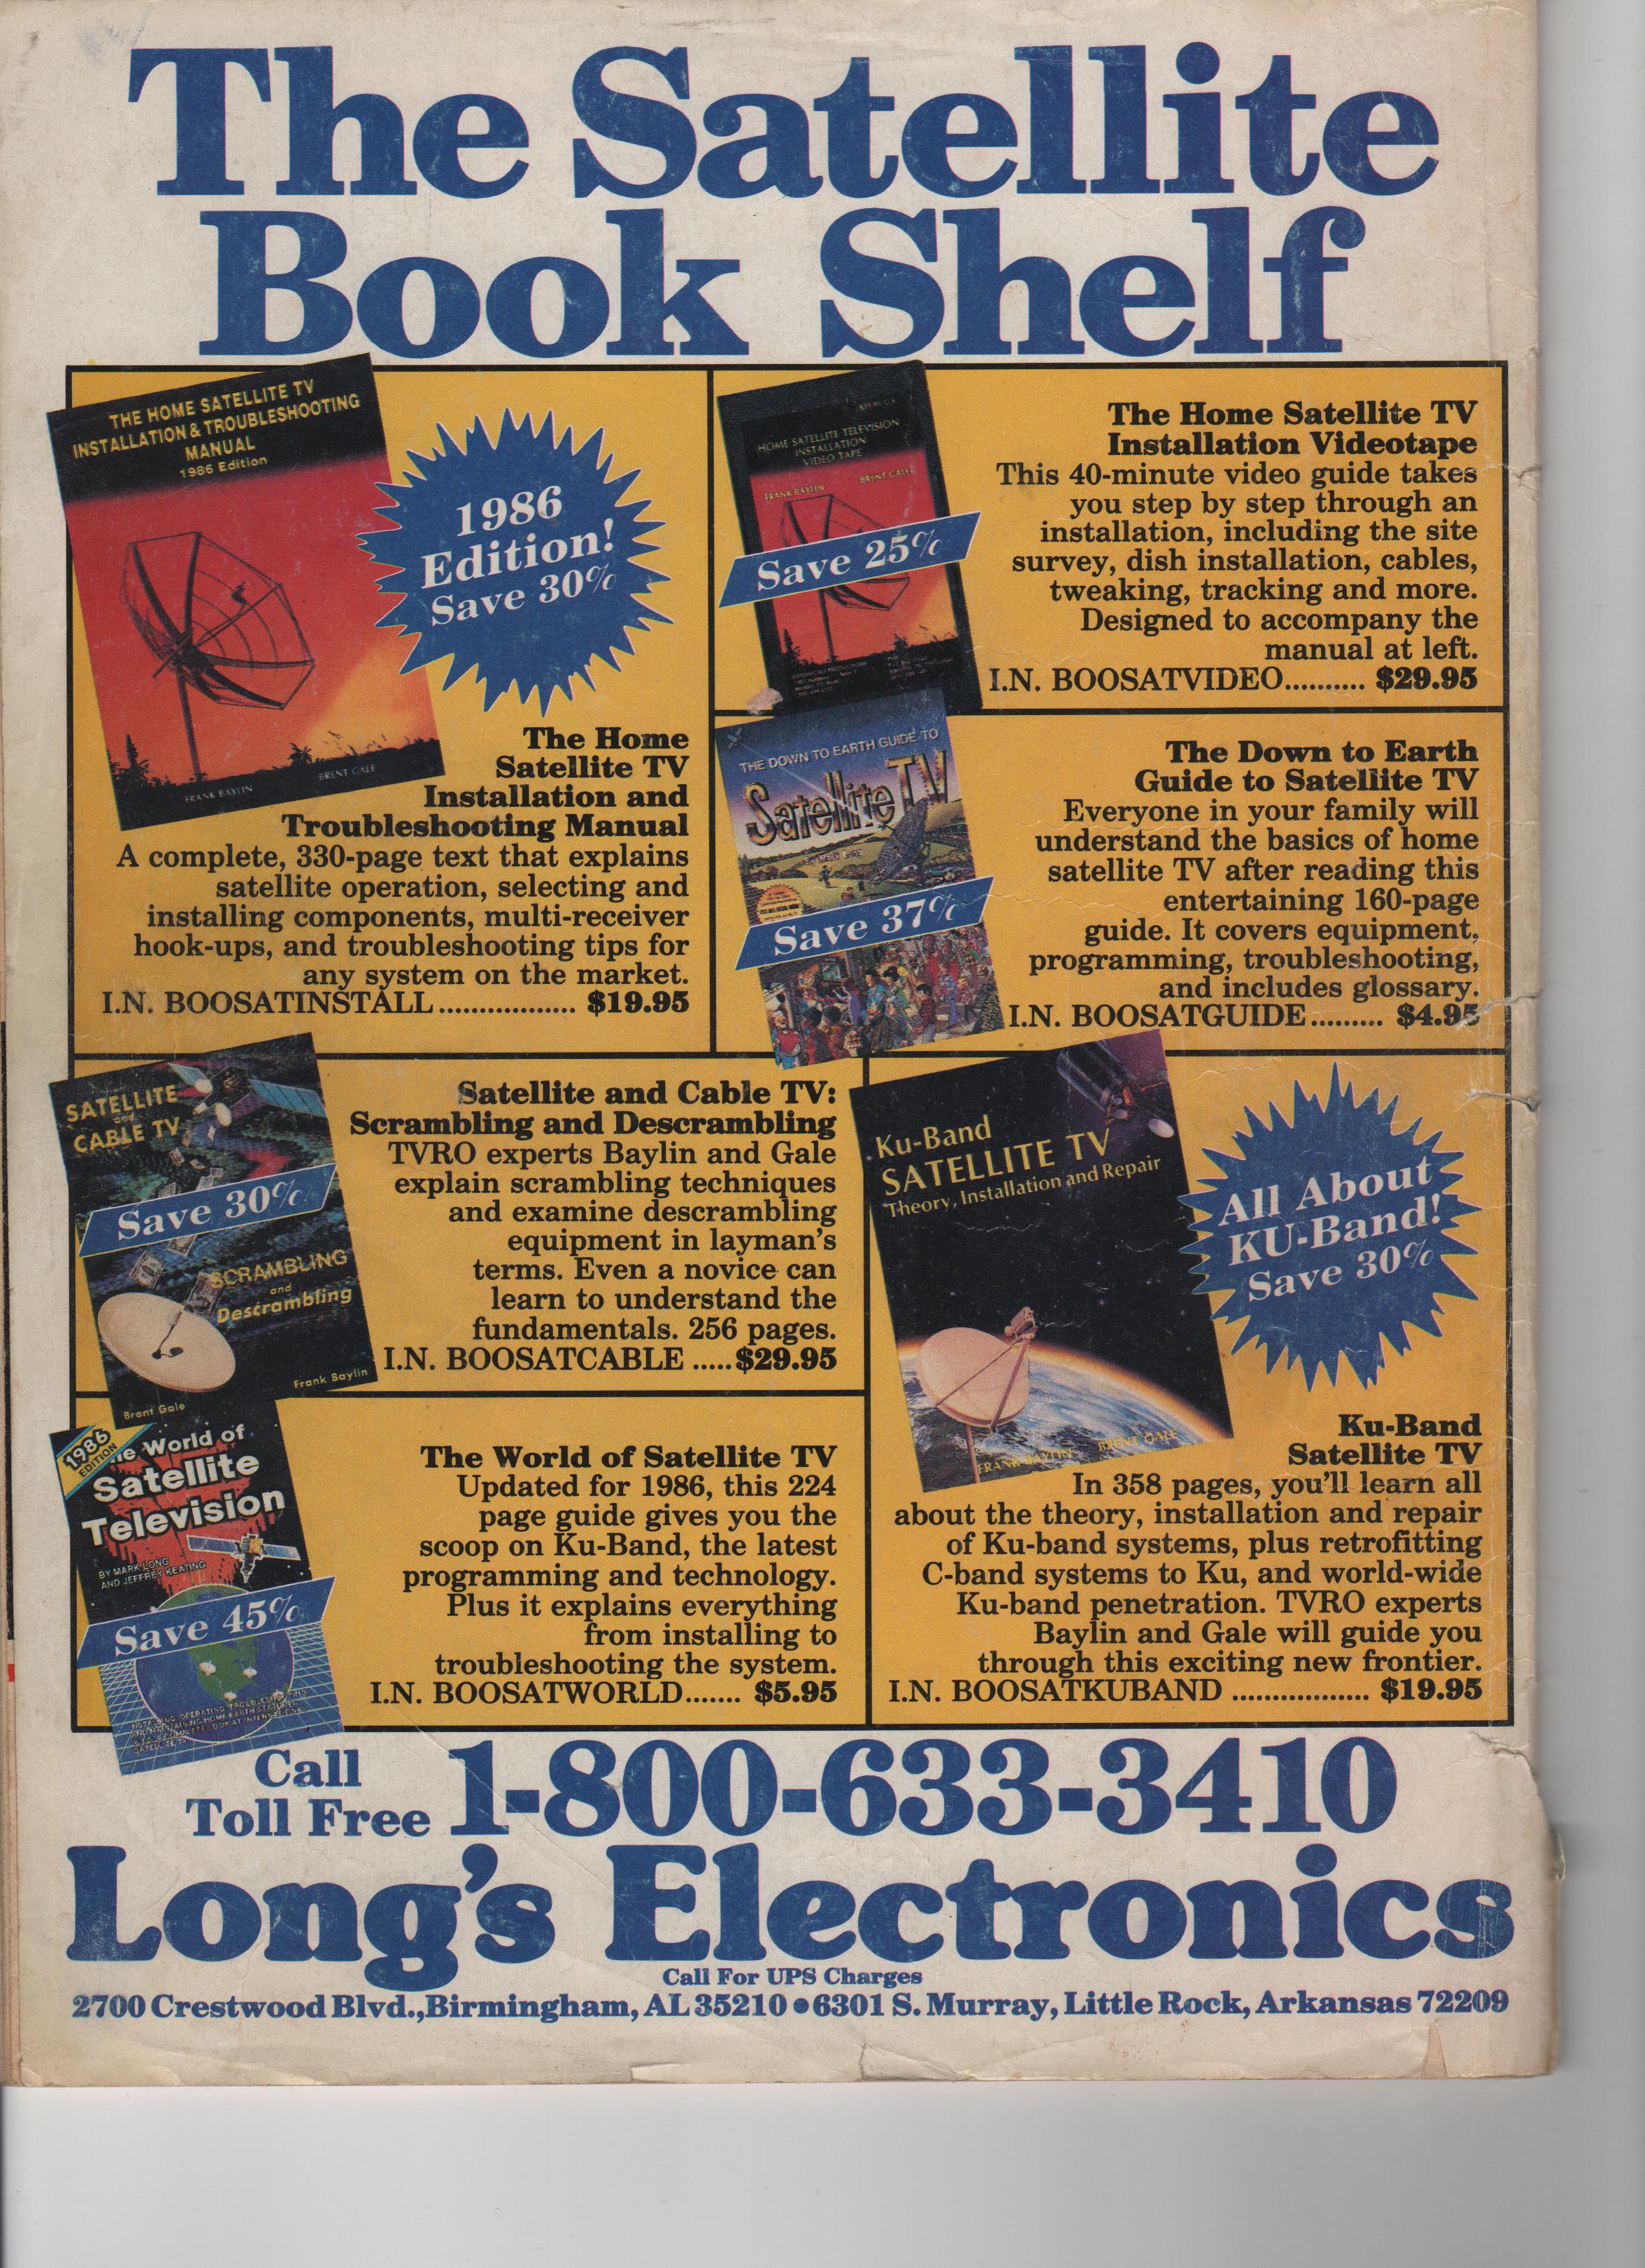 The Satellite
Book Shelf
THE HOME SATELLITE TV
INSTALLATION & TROUBLESHOOTING
MANUAL
1986 Edition
FRANK BAYLIN
BRENT GALE
1986
Edition!
Save 30%
The Home
Satellite TV
Installation and
Troubleshooting Manual
A complete, 330-page text that explains
satellite operation, selecting and
installing components, multi-receiver
hook-ups, and troubleshooting tips for
any system on the market.
I.N. BOOSATINSTALL ................. $19.95
HOME SATELLITE TELEVISION
INSTALLATION
VIDEO TAPE
FRANK BAYLIN
BRENT GALE
Save 25%
The Home Satellite TV
Installation Videotape
This 40-minute video guide takes
you step by step through an
installation, including the site
survey, dish installation, cables,
tweaking, tracking and more.
Designed to accompany the
manual at left.
I.N. BOOSATVIDEO.......... $29.95
THE DOWN TO EARTH GUIDE TO
Satellite TV
Save 37%
The Down to Earth
Guide to Satellite TV
Everyone in your family will
understand the basics of home
satellite TV after reading this
entertaining 160-page
guide. It covers equipment,
programming, troubleshooting,
and includes glossary.
I.N. BOOSATGUIDE......... $4.95
SATELLITE
and
CABLE TV
Save 30%
SCRAMBLING
and
Descrambling
Frank Baylin
Brent Gale
Satellite and Cable TV:
Scrambling and Descrambling
TVRO experts Baylin and Gale
explain scrambling techniques
and examine descrambling
equipment in layman's
terms. Even a novice can
learn to understand the
fundamentals. 256 pages.
I.N. BOOSATCABLE .....$29.95
Ku-Band
SATELLITE TV
Theory, Installation and Repair
FRANK BAYLIN BRENT GALE
All About
KU-Band!
Save 30%
Ku-Band
Satellite TV
In 358 pages, you'll learn all
about the theory, installation and repair
of Ku-band systems, plus retrofitting
C-band systems to Ku, and world-wide
Ku-band penetration. TVRO experts
Baylin and Gale will guide you
through this exciting new frontier.
I.N. BOOSATKUBAND ................. $19.95
1986
EDITION
World of
Satellite
Television
BY MARK LONG
AND JEFFREY KEATING
Save 45%
The World of Satellite TV
Updated for 1986, this 224
page guide gives you the
scoop on Ku-Band, the latest
programming and technology.
Plus it explains everything
from installing to
troubleshooting the system.
I.N. BOOSATWORLD....... $5.95
Call
Toll Free 1-800-633-3410
Long's Electronics
Call For UPS Charges
2700 Crestwood Blvd.,Birmingham, AL 35210 • 6301 S. Murray, Little Rock, Arkansas 72209